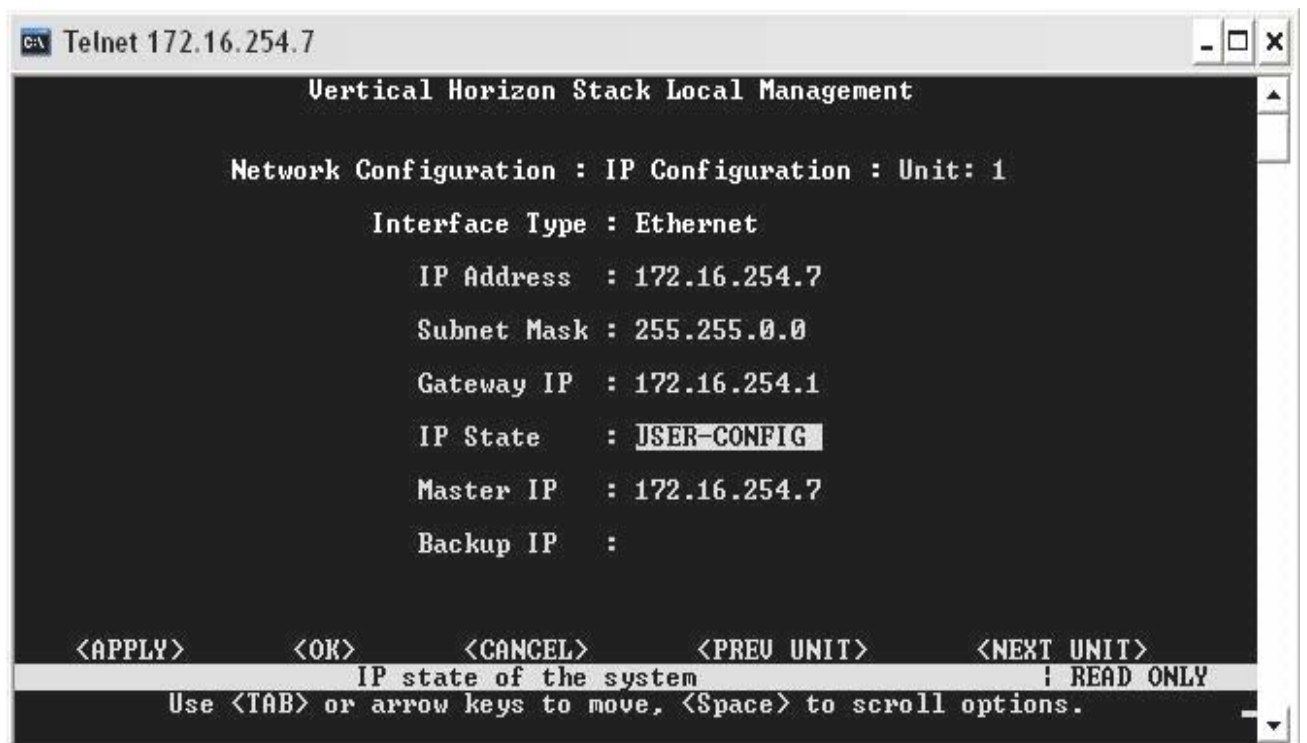 Telnet 172.16.254.7
Vertical Horizon Stack Local Management
Network Configuration : IP Configuration : Unit: 1
Interface Type : Ethernet
IP Address : 172.16.254.7
Subnet Mask : 255.255.0.0
Gateway IP : 172.16.254.1
IP State : USER-CONFIG
Master IP : 172.16.254.7
Backup IP :
<APPLY> <OK> <CANCEL> <PREV UNIT> <NEXT UNIT>
IP state of the system | READ ONLY
Use <TAB> or arrow keys to move, <Space> to scroll options.